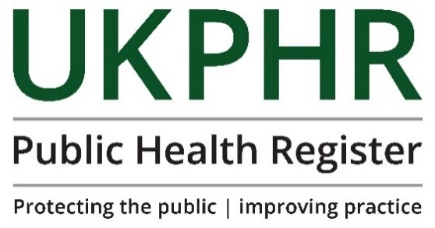 UKPHR
Public Health Register
Protecting the public | improving practice